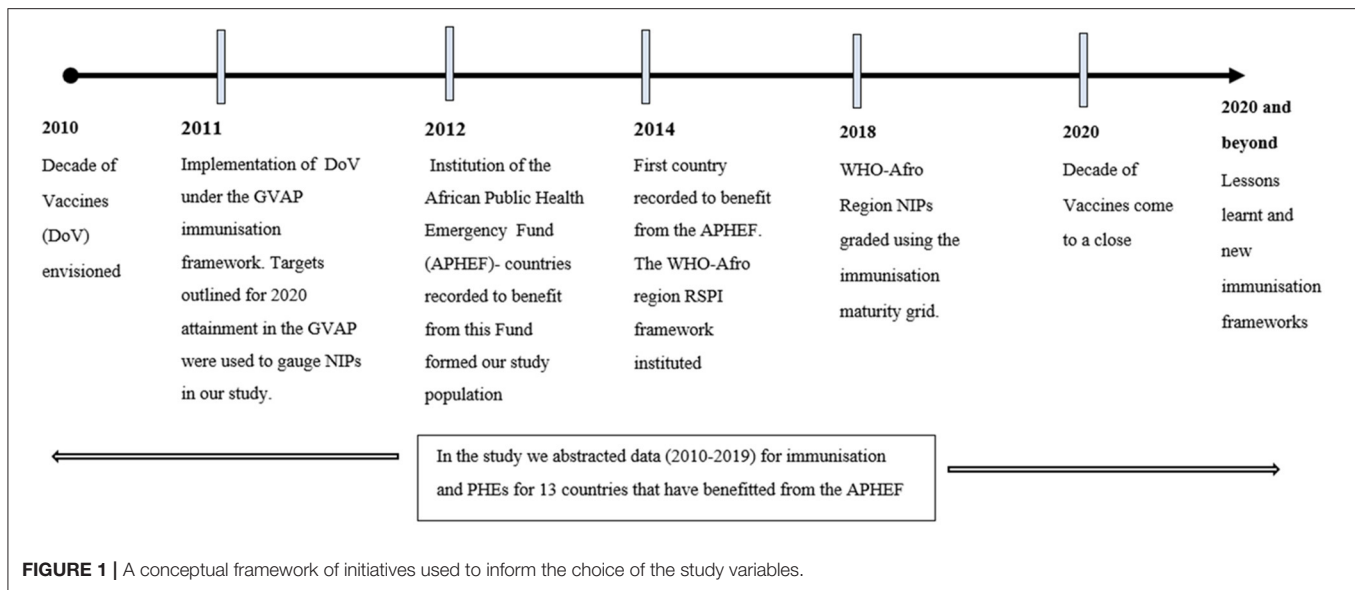 2010
Decade of
Vaccines
(DoV)
envisioned
2011
Implementation of DoV
under the GVAP
immunisation
framework. Targets
outlined for 2020
attainment in the GVAP
were used to gauge NIPs
in our study.
2012
Institution of the
African Public Health
Emergency Fund
(APHEF)- countries
recorded to benefit
from this Fund
formed our study
population
2014
First country
recorded to benefit
from the APHEF.
The WHO-Afro
region RSPI
framework
instituted
2018
WHO-Afro
Region NIPs
graded using the
immunisation
maturity grid.
2020
Decade of
Vaccines come
to a close
2020 and
beyond
Lessons
learnt and
new
immunisation
frameworks
In the study we abstracted data (2010-2019) for immunisation
and PHEs for 13 countries that have benefitted from the APHEF
FIGURE 1 | A conceptual framework of initiatives used to inform the choice of the study variables.